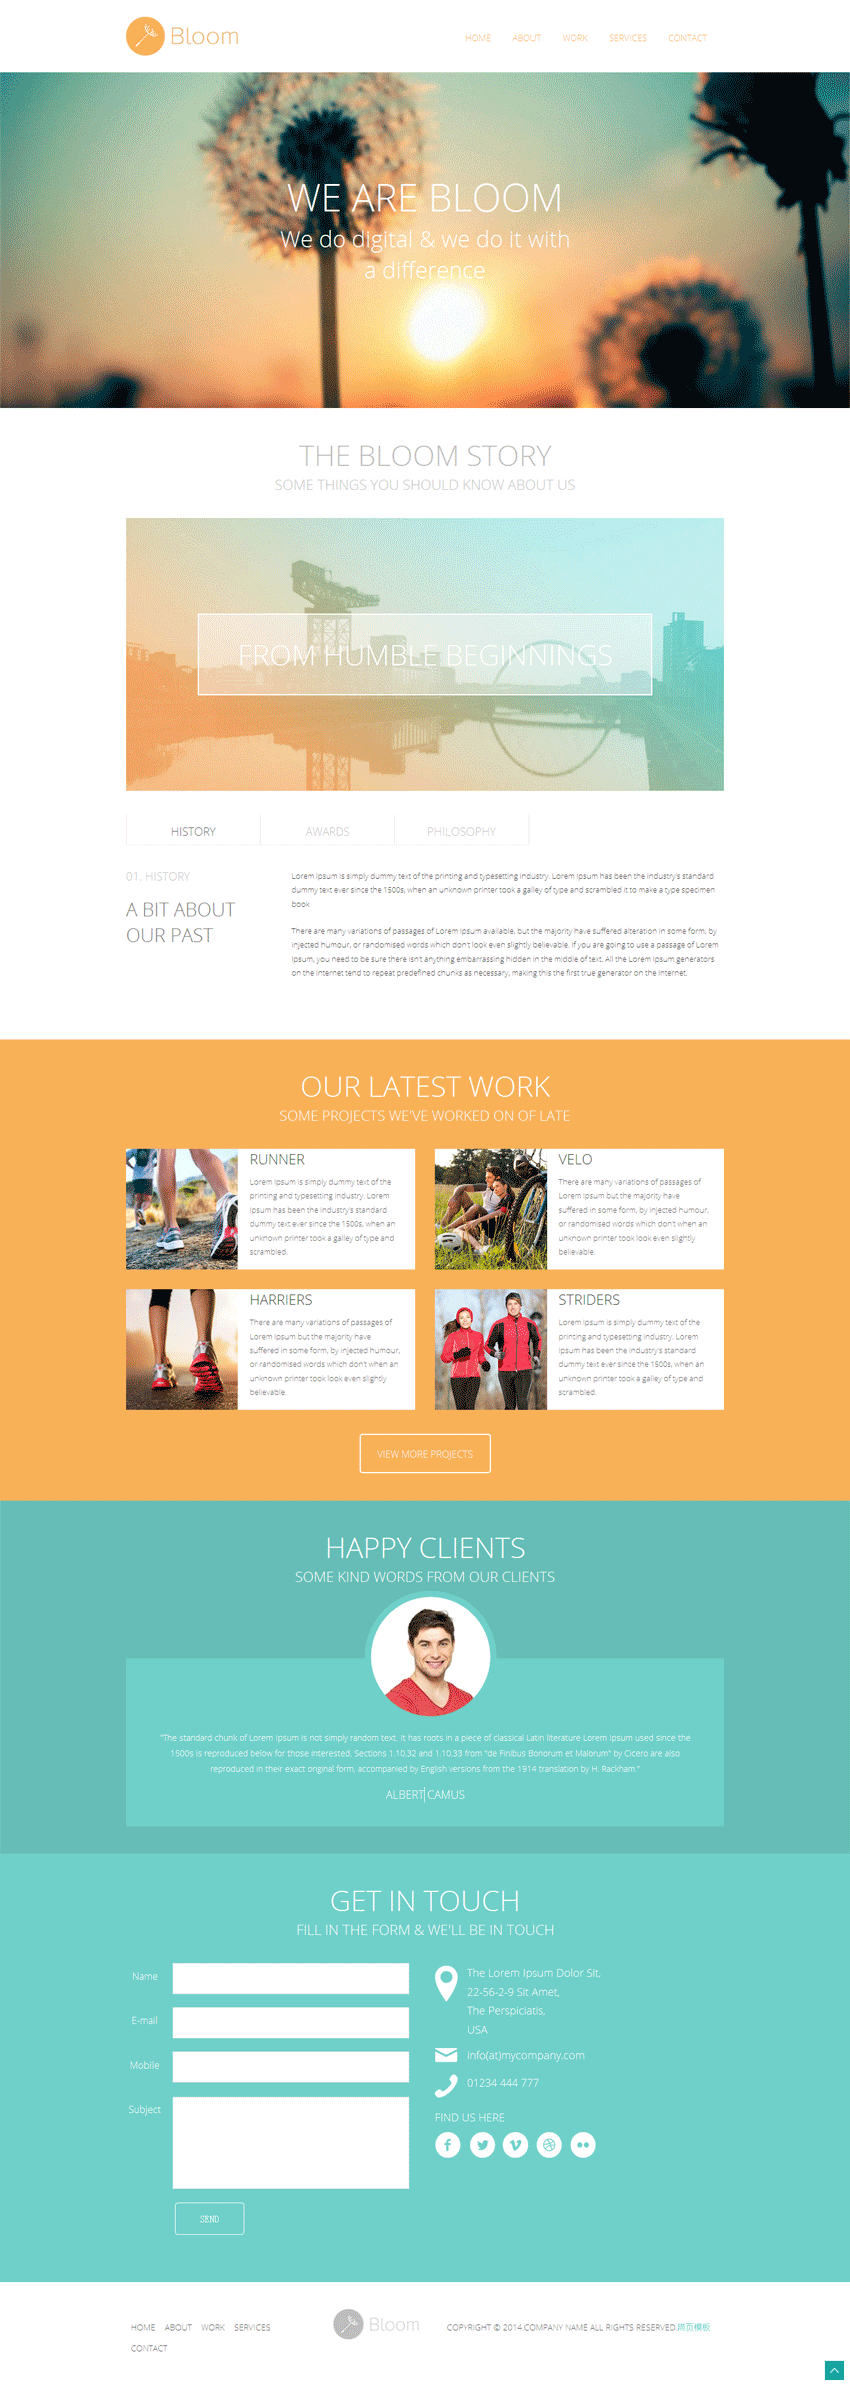 Bloom
HOME ABOUT WORK SERVICES CONTACT
WE ARE BLOOM
We do digital & we do it with
a difference
THE BLOOM STORY
SOME THINGS YOU SHOULD KNOW ABOUT US
FROM HUMBLE BEGINNINGS
HISTORY AWARDS PHILOSOPHY
01. HISTORY
A BIT ABOUT
OUR PAST
Lorem Ipsum is simply dummy text of the printing and typesetting industry. Lorem Ipsum has been the industry's standard
dummy text ever since the 1500s, when an unknown printer took a galley of type and scrambled it to make a type specimen
book
There are many variations of passages of Lorem Ipsum available, but the majority have suffered alteration in some form, by
injected humour, or randomised words which don't look even slightly believable. If you are going to use a passage of Lorem
Ipsum, you need to be sure there isn't anything embarrassing hidden in the middle of text. All the Lorem Ipsum generators
on the Internet tend to repeat predefined chunks as necessary, making this the first true generator on the Internet.
OUR LATEST WORK
SOME PROJECTS WE'VE WORKED ON OF LATE
RUNNER
Lorem Ipsum is simply dummy text of the
printing and typesetting industry. Lorem
Ipsum has been the industry's standard
dummy text ever since the 1500s, when an
unknown printer took a galley of type and
scrambled.
VELO
There are many variations of passages of
Lorem Ipsum but the majority have
suffered in some form, by injected humour,
or randomised words which don't when an
unknown printer took look even slightly
believable.
HARRIERS
There are many variations of passages of
Lorem Ipsum but the majority have
suffered in some form, by injected humour,
or randomised words which don't when an
unknown printer took look even slightly
believable.
STRIDERS
Lorem Ipsum is simply dummy text of the
printing and typesetting industry. Lorem
Ipsum has been the industry's standard
dummy text ever since the 1500s, when an
unknown printer took a galley of type and
scrambled.
VIEW MORE PROJECTS
HAPPY CLIENTS
SOME KIND WORDS FROM OUR CLIENTS
"The standard chunk of Lorem Ipsum is not simply random text. It has roots in a piece of classical Latin literature Lorem Ipsum used since the
1500s is reproduced below for those interested. Sections 1.10.32 and 1.10.33 from "de Finibus Bonorum et Malorum" by Cicero are also
reproduced in their exact original form, accompanied by English versions from the 1914 translation by H. Rackham."
ALBERT CAMUS
GET IN TOUCH
FILL IN THE FORM & WE'LL BE IN TOUCH
Name
E-mail
Mobile
Subject
SEND
The Lorem Ipsum Dolor Sit,
22-56-2-9 Sit Amet,
The Perspiciatis,
USA
info(at)mycompany.com
01234 444 777
FIND US HERE
HOME ABOUT WORK SERVICES
CONTACT
Bloom
COPYRIGHT © 2014.COMPANY NAME ALL RIGHTS RESERVED.网页模板